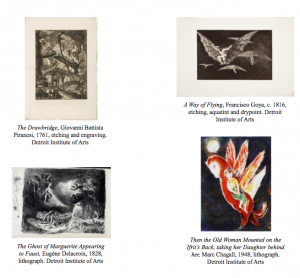 The Drawbridge, Giovanni Battista
Piranesi, 1761, etching and engraving.
Detroit Institute of Arts
A Way of Flying, Francisco Goya, c. 1816,
etching, aquatint and drypoint. Detroit
Institute of Arts
The Ghost of Marguerite Appearing
to Faust, Eugène Delacroix, 1828,
lithograph. Detroit Institute of Arts
Then the Old Woman Mounted on the
Ifrit's Back, taking her Daughter behind
her, Marc Chagall, 1948, lithograph.
Detroit Institute of Arts